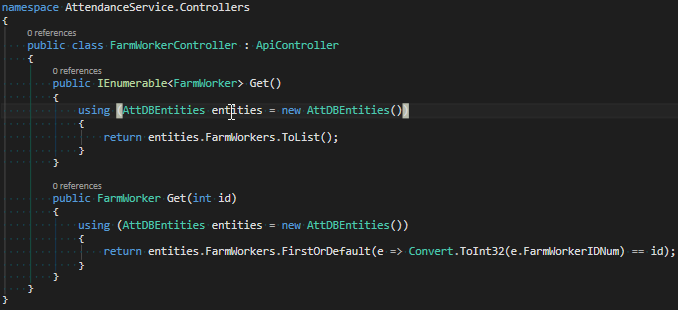 namespace AttendanceService.Controllers
{
0 references
public class FarmWorkerController : ApiController
{
0 references
public IEnumerable<FarmWorker> Get()
{
using (AttDBEntities entities = new AttDBEntities())
{
return entities.FarmWorkers.ToList();
}
}
0 references
public FarmWorker Get(int id)
{
using (AttDBEntities entities = new AttDBEntities())
{
return entities.FarmWorkers.FirstOrDefault(e => Convert.ToInt32(e.FarmWorkerIDNum) == id);
}
}
}
}